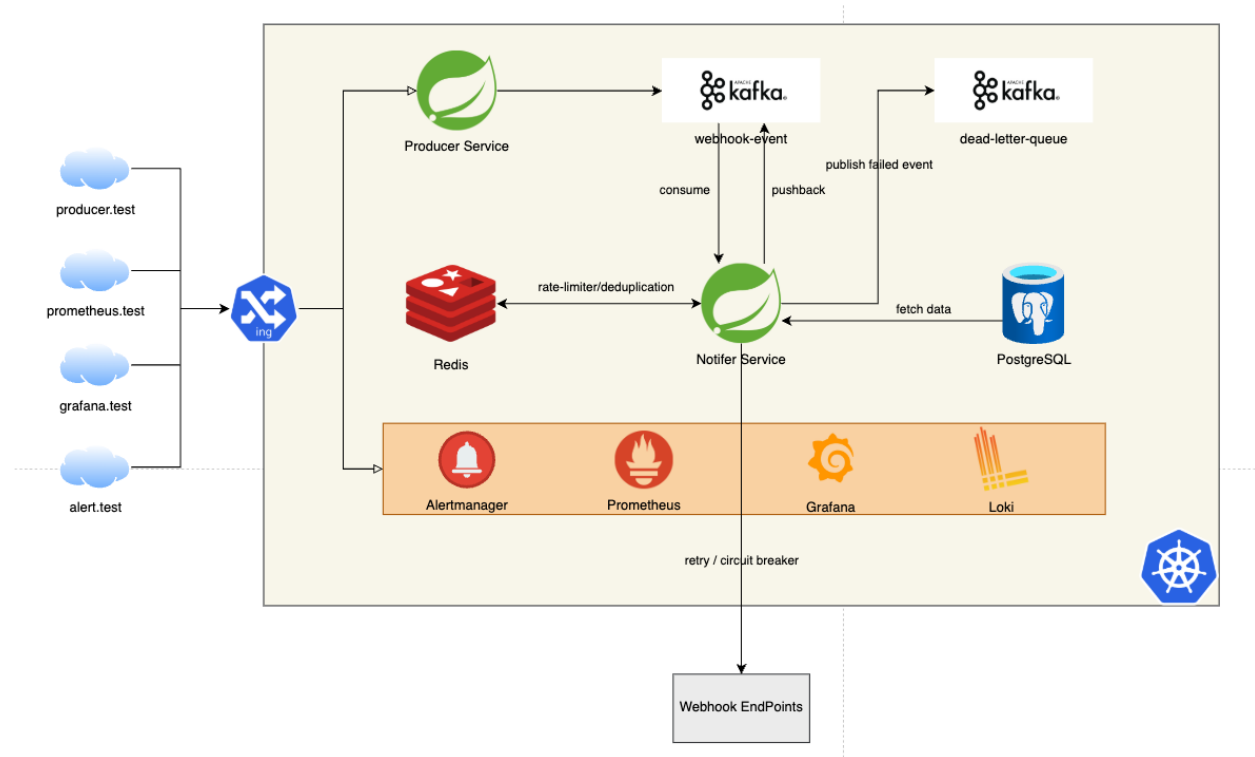 APACHE
kafka®
APACHE
kafka®
Producer Service
webhook-event
dead-letter-queue
publish failed event
consume
pushback
producer.test
prometheus.test
grafana.test
alert.test
ing
rate-limiter/deduplication
fetch data
Redis
Notifer Service
PostgreSQL
Alertmanager
Prometheus
Grafana
Loki
retry / circuit breaker
Webhook EndPoints